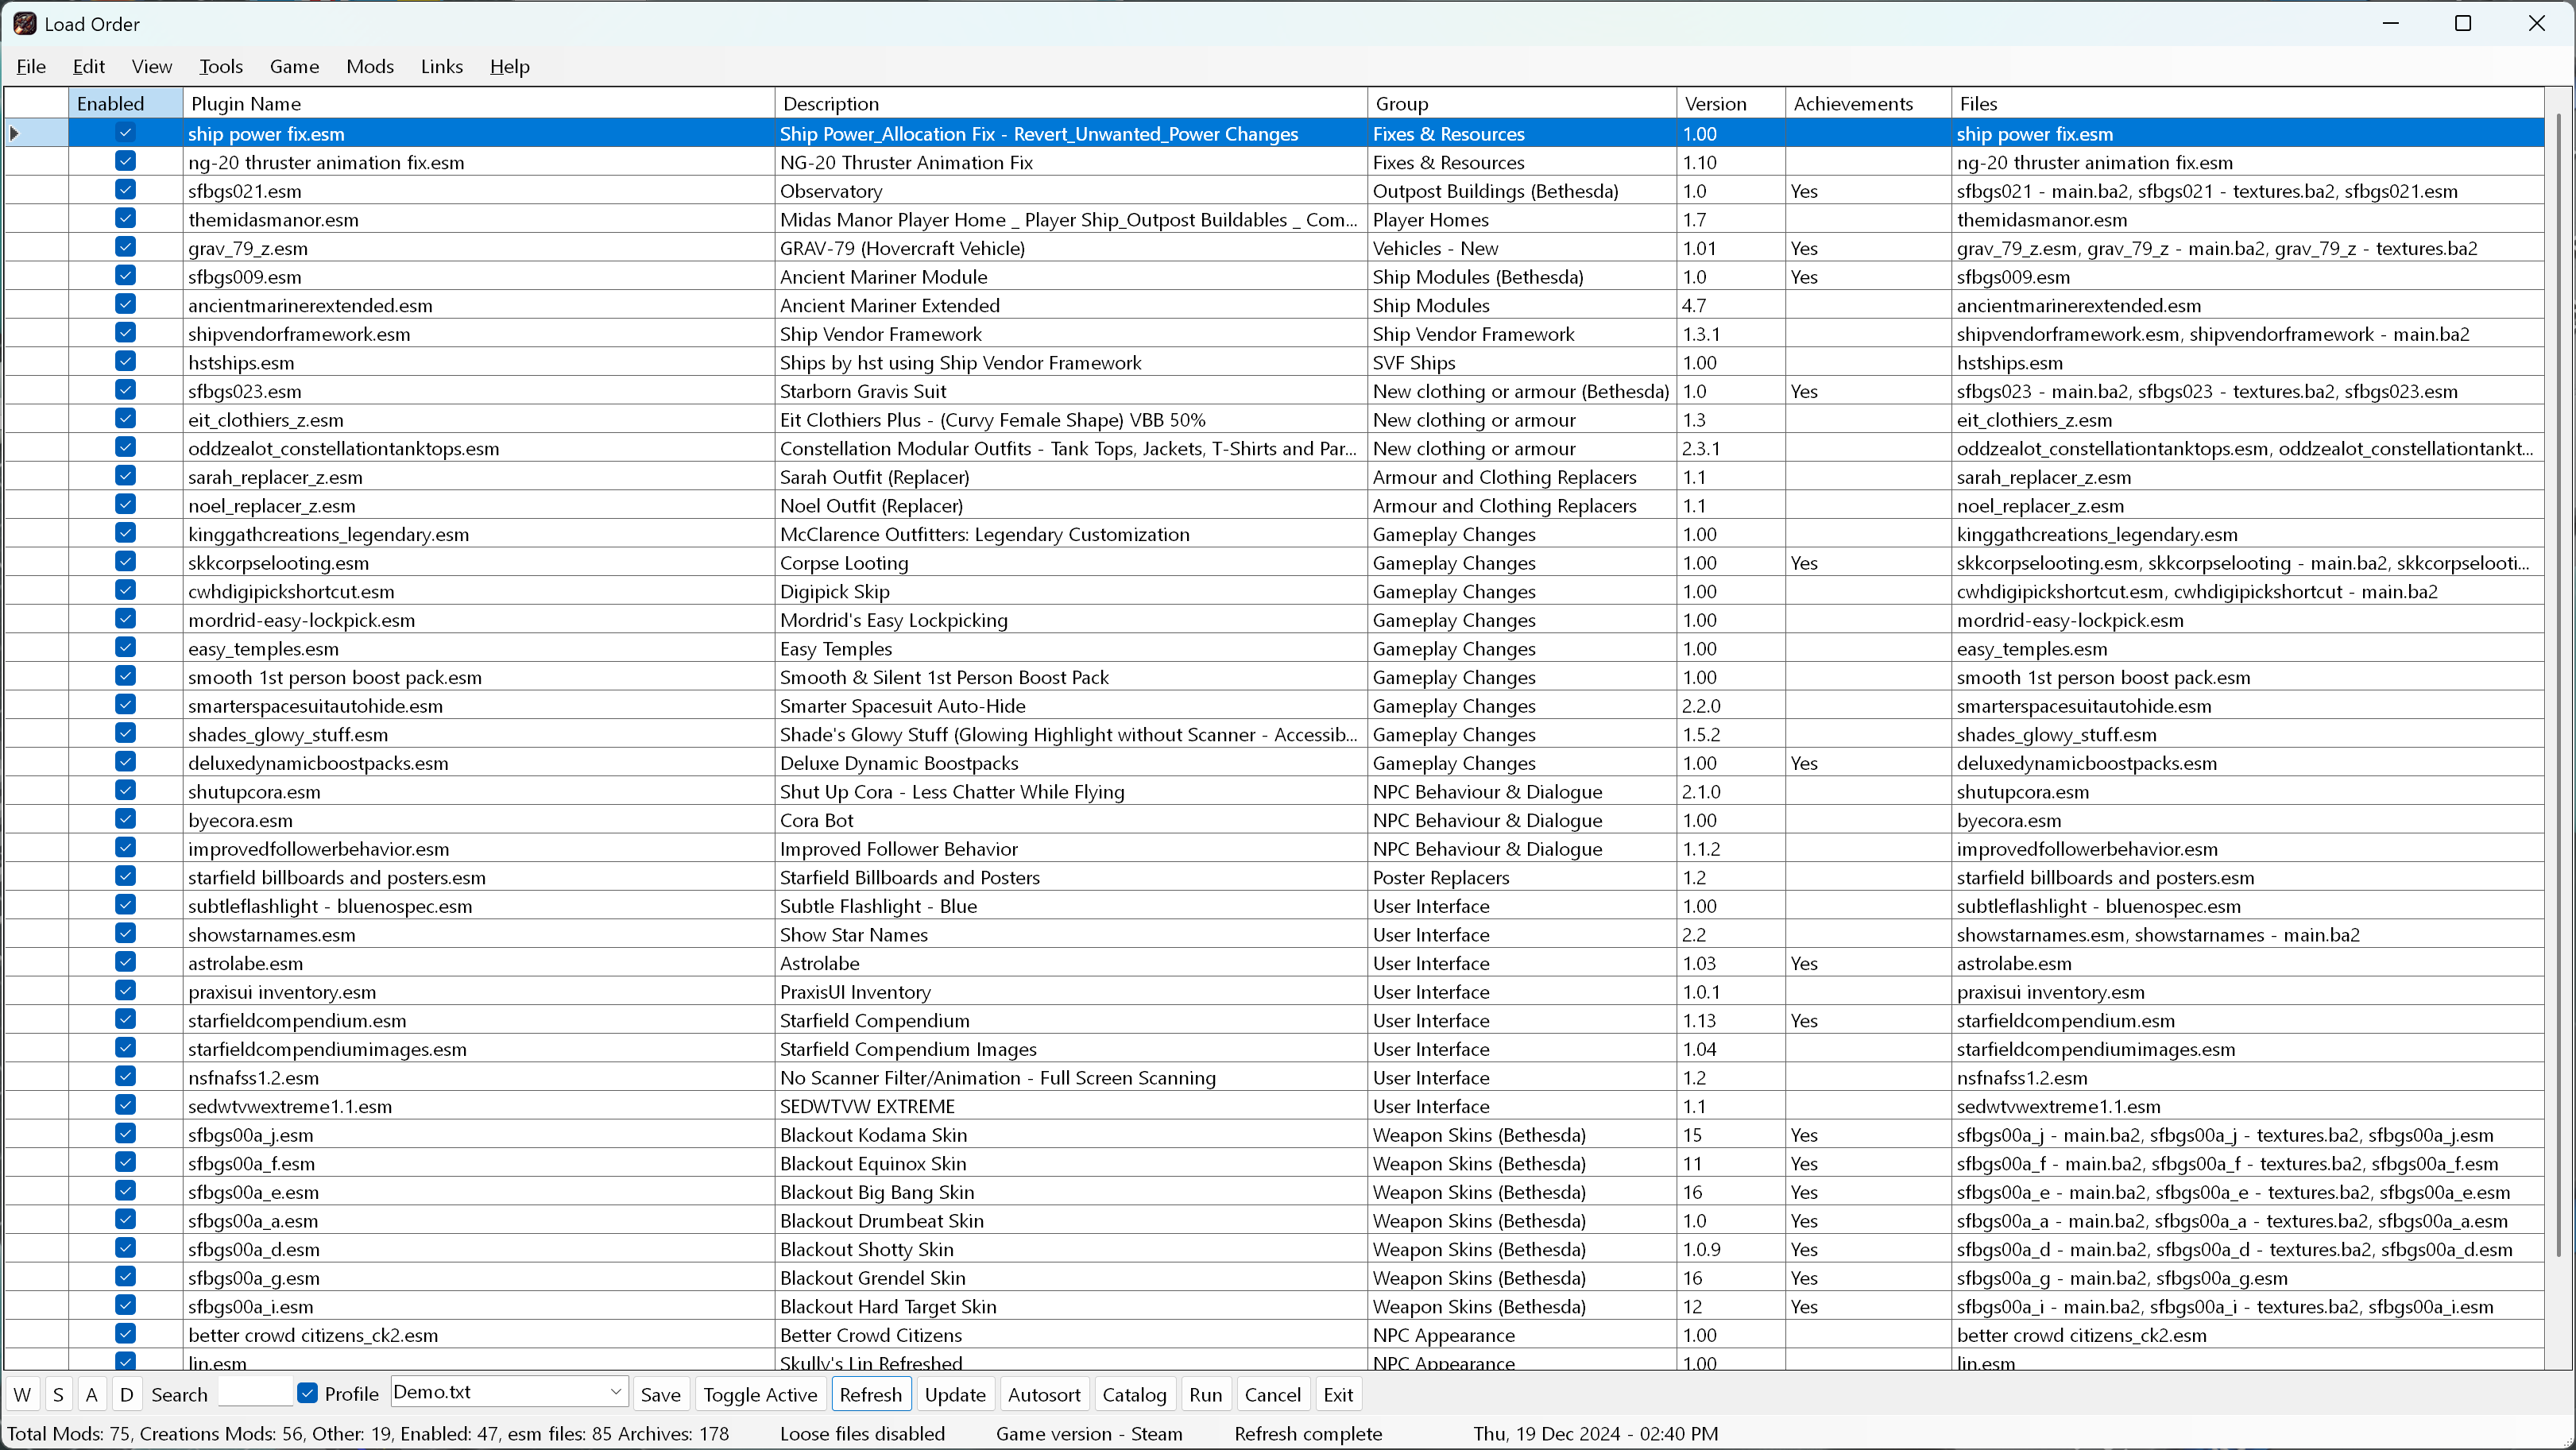 Load Order
File Edit View Tools Game Mods Links Help
Enabled Plugin Name Description Group Version Achievements Files
ship power fix.esm Ship Power_Allocation Fix - Revert_Unwanted_Power Changes Fixes & Resources 1.00 ship power fix.esm
ng-20 thruster animation fix.esm NG-20 Thruster Animation Fix Fixes & Resources 1.10 ng-20 thruster animation fix.esm
sfbgs021.esm Observatory Outpost Buildings (Bethesda) 1.0 Yes sfbgs021 - main.ba2, sfbgs021 - textures.ba2, sfbgs021.esm
themidasmanor.esm Midas Manor Player Home _ Player Ship_Outpost Buildables _ Com... Player Homes 1.7 themidasmanor.esm
grav_79_z.esm GRAV-79 (Hovercraft Vehicle) Vehicles - New 1.01 Yes grav_79_z.esm, grav_79_z - main.ba2, grav_79_z - textures.ba2
sfbgs009.esm Ancient Mariner Module Ship Modules (Bethesda) 1.0 Yes sfbgs009.esm
ancientmarinerextended.esm Ancient Mariner Extended Ship Modules 4.7 ancientmarinerextended.esm
shipvendorframework.esm Ship Vendor Framework Ship Vendor Framework 1.3.1 shipvendorframework.esm, shipvendorframework - main.ba2
hstships.esm Ships by hst using Ship Vendor Framework SVF Ships 1.00 hstships.esm
sfbgs023.esm Starborn Gravis Suit New clothing or armour (Bethesda) 1.0 Yes sfbgs023 - main.ba2, sfbgs023 - textures.ba2, sfbgs023.esm
eit_clothiers_z.esm Eit Clothiers Plus - (Curvy Female Shape) VBB 50% New clothing or armour 1.3 eit_clothiers_z.esm
oddzealot_constellationtanktops.esm Constellation Modular Outfits - Tank Tops, Jackets, T-Shirts and Par... New clothing or armour 2.3.1 oddzealot_constellationtanktops.esm, oddzealot_constellationtankt...
sarah_replacer_z.esm Sarah Outfit (Replacer) Armour and Clothing Replacers 1.1 sarah_replacer_z.esm
noel_replacer_z.esm Noel Outfit (Replacer) Armour and Clothing Replacers 1.1 noel_replacer_z.esm
kinggathcreations_legendary.esm McClarence Outfitters: Legendary Customization Gameplay Changes 1.00 kinggathcreations_legendary.esm
skkcorpselooting.esm Corpse Looting Gameplay Changes 1.00 Yes skkcorpselooting.esm, skkcorpselooting - main.ba2, skkcorpselooti...
cwhdigipickshortcut.esm Digipick Skip Gameplay Changes 1.00 cwhdigipickshortcut.esm, cwhdigipickshortcut - main.ba2
mordrid-easy-lockpick.esm Mordrid's Easy Lockpicking Gameplay Changes 1.00 mordrid-easy-lockpick.esm
easy_temples.esm Easy Temples Gameplay Changes 1.00 easy_temples.esm
smooth 1st person boost pack.esm Smooth & Silent 1st Person Boost Pack Gameplay Changes 1.00 smooth 1st person boost pack.esm
smarterspacesuitautohide.esm Smarter Spacesuit Auto-Hide Gameplay Changes 2.2.0 smarterspacesuitautohide.esm
shades_glowy_stuff.esm Shade's Glowy Stuff (Glowing Highlight without Scanner - Accessib... Gameplay Changes 1.5.2 shades_glowy_stuff.esm
deluxedynamicboostpacks.esm Deluxe Dynamic Boostpacks Gameplay Changes 1.00 Yes deluxedynamicboostpacks.esm
shutupcora.esm Shut Up Cora - Less Chatter While Flying NPC Behaviour & Dialogue 2.1.0 shutupcora.esm
byecora.esm Cora Bot NPC Behaviour & Dialogue 1.00 byecora.esm
improvedfollowerbehavior.esm Improved Follower Behavior NPC Behaviour & Dialogue 1.1.2 improvedfollowerbehavior.esm
starfield billboards and posters.esm Starfield Billboards and Posters Poster Replacers 1.2 starfield billboards and posters.esm
subtleflashlight - bluenospec.esm Subtle Flashlight - Blue User Interface 1.00 subtleflashlight - bluenospec.esm
showstarnames.esm Show Star Names User Interface 2.2 showstarnames.esm, showstarnames - main.ba2
astrolabe.esm Astrolabe User Interface 1.03 Yes astrolabe.esm
praxisui inventory.esm PraxisUI Inventory User Interface 1.0.1 praxisui inventory.esm
starfieldcompendium.esm Starfield Compendium User Interface 1.13 Yes starfieldcompendium.esm
starfieldcompendiumimages.esm Starfield Compendium Images User Interface 1.04 starfieldcompendiumimages.esm
nsfnafss1.2.esm No Scanner Filter/Animation - Full Screen Scanning User Interface 1.2 nsfnafss1.2.esm
sedwtvwextreme1.1.esm SEDWTVW EXTREME User Interface 1.1 sedwtvwextreme1.1.esm
sfbgs00a_j.esm Blackout Kodama Skin Weapon Skins (Bethesda) 15 Yes sfbgs00a_j - main.ba2, sfbgs00a_j - textures.ba2, sfbgs00a_j.esm
sfbgs00a_f.esm Blackout Equinox Skin Weapon Skins (Bethesda) 11 Yes sfbgs00a_f - main.ba2, sfbgs00a_f - textures.ba2, sfbgs00a_f.esm
sfbgs00a_e.esm Blackout Big Bang Skin Weapon Skins (Bethesda) 16 Yes sfbgs00a_e - main.ba2, sfbgs00a_e - textures.ba2, sfbgs00a_e.esm
sfbgs00a_a.esm Blackout Drumbeat Skin Weapon Skins (Bethesda) 1.0 Yes sfbgs00a_a - main.ba2, sfbgs00a_a - textures.ba2, sfbgs00a_a.esm
sfbgs00a_d.esm Blackout Shotty Skin Weapon Skins (Bethesda) 1.0.9 Yes sfbgs00a_d - main.ba2, sfbgs00a_d - textures.ba2, sfbgs00a_d.esm
sfbgs00a_g.esm Blackout Grendel Skin Weapon Skins (Bethesda) 16 Yes sfbgs00a_g - main.ba2, sfbgs00a_g.esm
sfbgs00a_i.esm Blackout Hard Target Skin Weapon Skins (Bethesda) 12 Yes sfbgs00a_i - main.ba2, sfbgs00a_i - textures.ba2, sfbgs00a_i.esm
better crowd citizens_ck2.esm Better Crowd Citizens NPC Appearance 1.00 better crowd citizens_ck2.esm
lin.esm Skully's Lin Refreshed NPC Appearance 1.00 lin.esm
W S A D Search Profile Demo.txt Save Toggle Active Refresh Update Autosort Catalog Run Cancel Exit
Total Mods: 75, Creations Mods: 56, Other: 19, Enabled: 47, esm files: 85 Archives: 178 Loose files disabled Game version - Steam Refresh complete Thu, 19 Dec 2024 - 02:40 PM